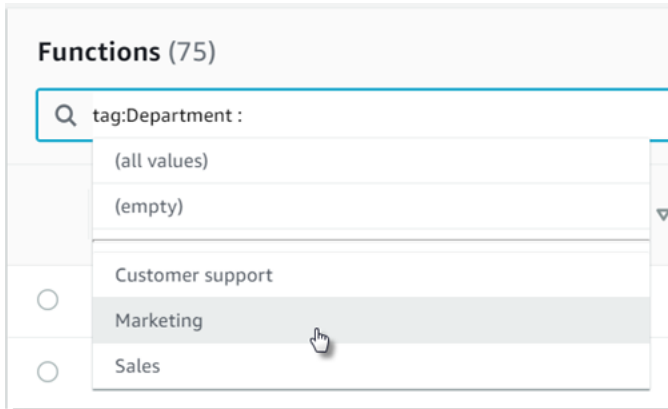 Functions (75)
tag:Department :
(all values)
(empty)
Customer support
Marketing
Sales